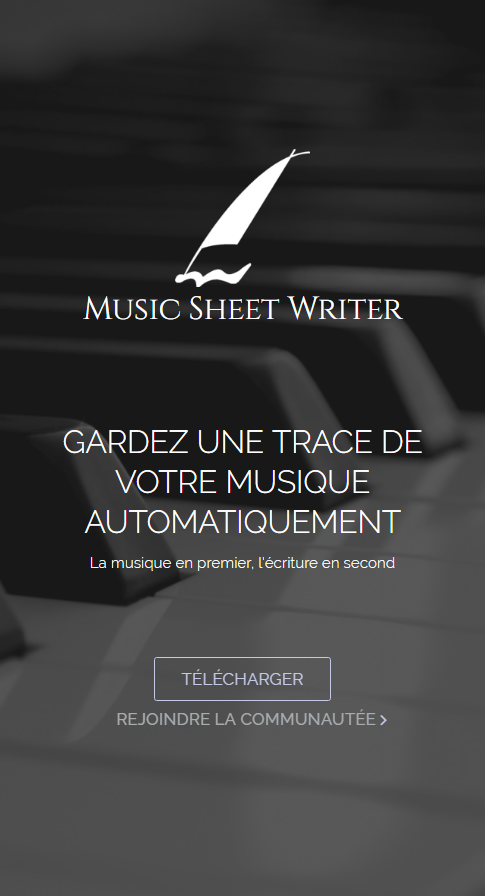 Music Sheet Writer
GARDEZ UNE TRACE DE
VOTRE MUSIQUE
AUTOMATIQUEMENT
La musique en premier, l'écriture en second
TÉLÉCHARGER
REJOINDRE LA COMMUNAUTÉE